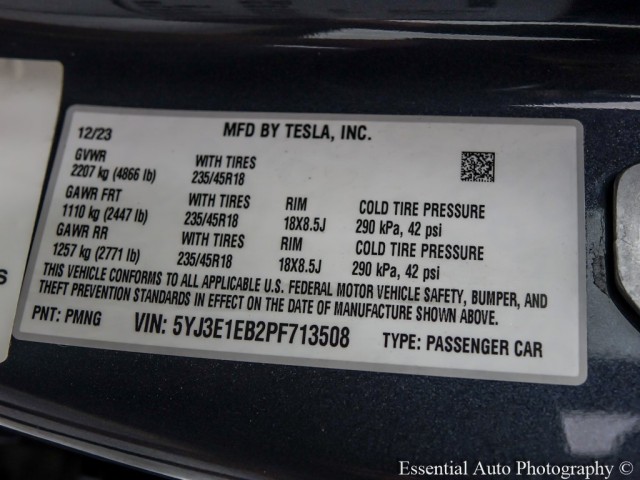 12/23 MFD BY TESLA, INC.
GVWR WITH TIRES
2207 kg (4866 lb) 235/45R18
GAWR FRT WITH TIRES RIM COLD TIRE PRESSURE
1110 kg (2447 lb) 235/45R18 18X8.5J 290 kPa, 42 psi
GAWR RR WITH TIRES RIM COLD TIRE PRESSURE
1257 kg (2771 lb) 235/45R18 18X8.5J 290 kPa, 42 psi
THIS VEHICLE CONFORMS TO ALL APPLICABLE U.S. FEDERAL MOTOR VEHICLE SAFETY, BUMPER, AND
THEFT PREVENTION STANDARDS IN EFFECT ON THE DATE OF MANUFACTURE SHOWN ABOVE.
PNT: PMNG VIN: 5YJ3E1EB2PF713508 TYPE: PASSENGER CAR
S
Essential Auto Photography ©